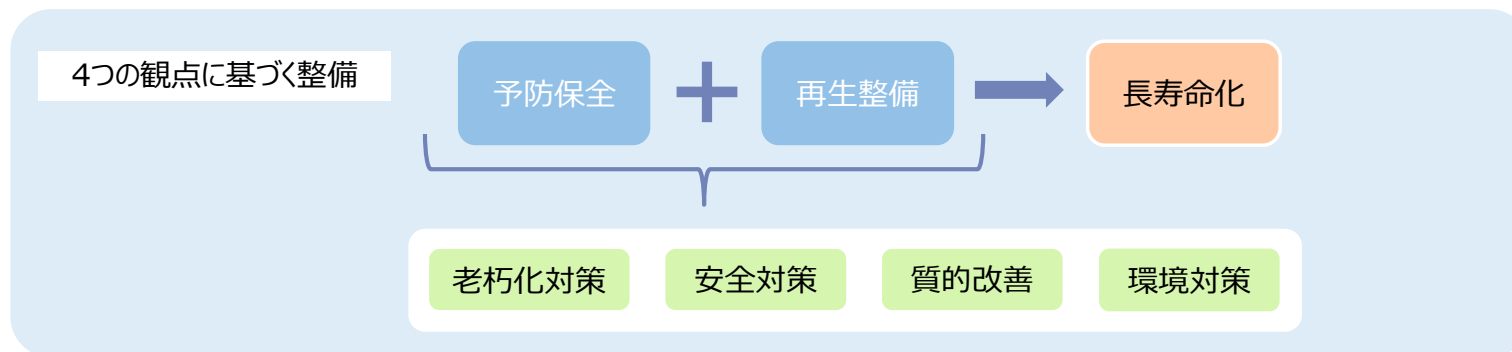 4つの観点に基づく整備
予防保全
再生整備
長寿命化
老朽化対策
安全対策
質的改善
環境対策